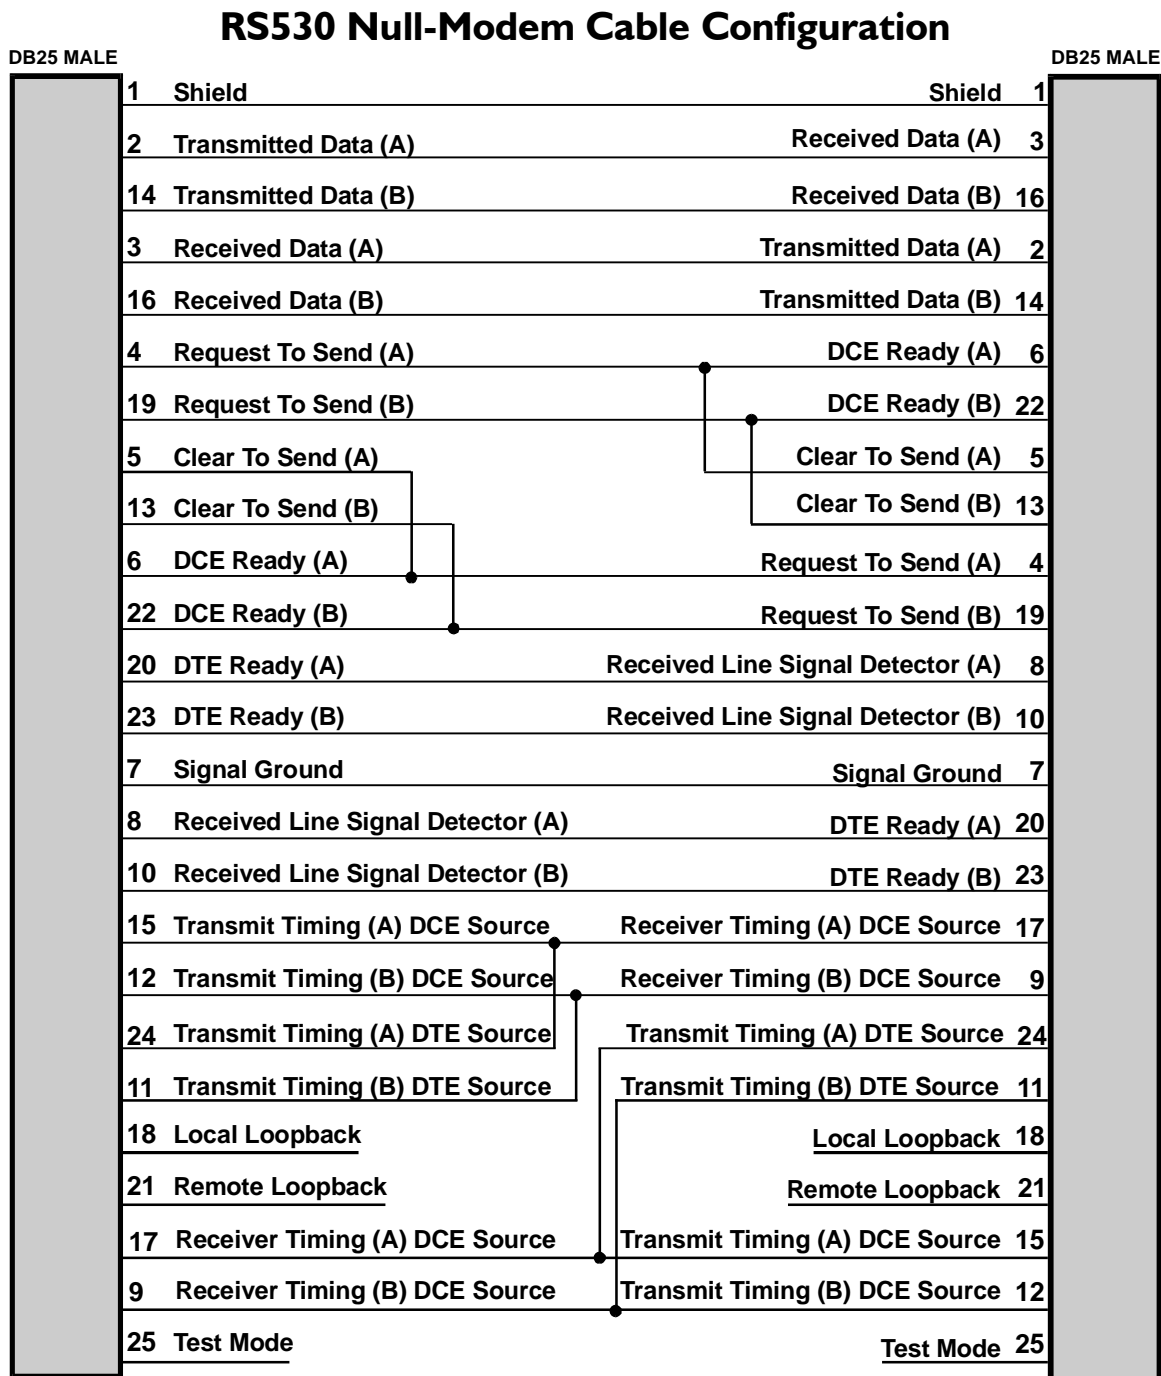 RS530 Null-Modem Cable Configuration
DB25 MALE DB25 MALE
1 Shield Shield 1
2 Transmitted Data (A) Received Data (A) 3
14 Transmitted Data (B) Received Data (B) 16
3 Received Data (A) Transmitted Data (A) 2
16 Received Data (B) Transmitted Data (B) 14
4 Request To Send (A) DCE Ready (A) 6
19 Request To Send (B) DCE Ready (B) 22
5 Clear To Send (A) Clear To Send (A) 5
13 Clear To Send (B) Clear To Send (B) 13
6 DCE Ready (A) Request To Send (A) 4
22 DCE Ready (B) Request To Send (B) 19
20 DTE Ready (A) Received Line Signal Detector (A) 8
23 DTE Ready (B) Received Line Signal Detector (B) 10
7 Signal Ground Signal Ground 7
8 Received Line Signal Detector (A) DTE Ready (A) 20
10 Received Line Signal Detector (B) DTE Ready (B) 23
15 Transmit Timing (A) DCE Source Receiver Timing (A) DCE Source 17
12 Transmit Timing (B) DCE Source Receiver Timing (B) DCE Source 9
24 Transmit Timing (A) DTE Source Transmit Timing (A) DTE Source 24
11 Transmit Timing (B) DTE Source Transmit Timing (B) DTE Source 11
18 Local Loopback Local Loopback 18
21 Remote Loopback Remote Loopback 21
17 Receiver Timing (A) DCE Source Transmit Timing (A) DCE Source 15
9 Receiver Timing (B) DCE Source Transmit Timing (B) DCE Source 12
25 Test Mode Test Mode 25